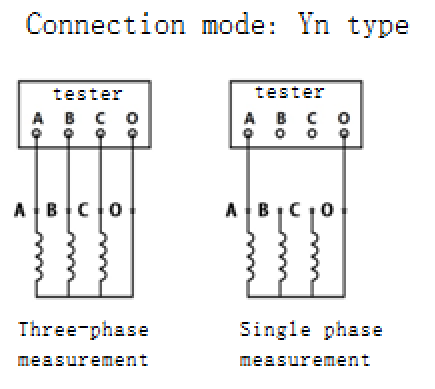 Connection mode: Yn type
tester
A B C O
A B C O
Three-phase
measurement
tester
A B C O
A B C O
Single phase
measurement